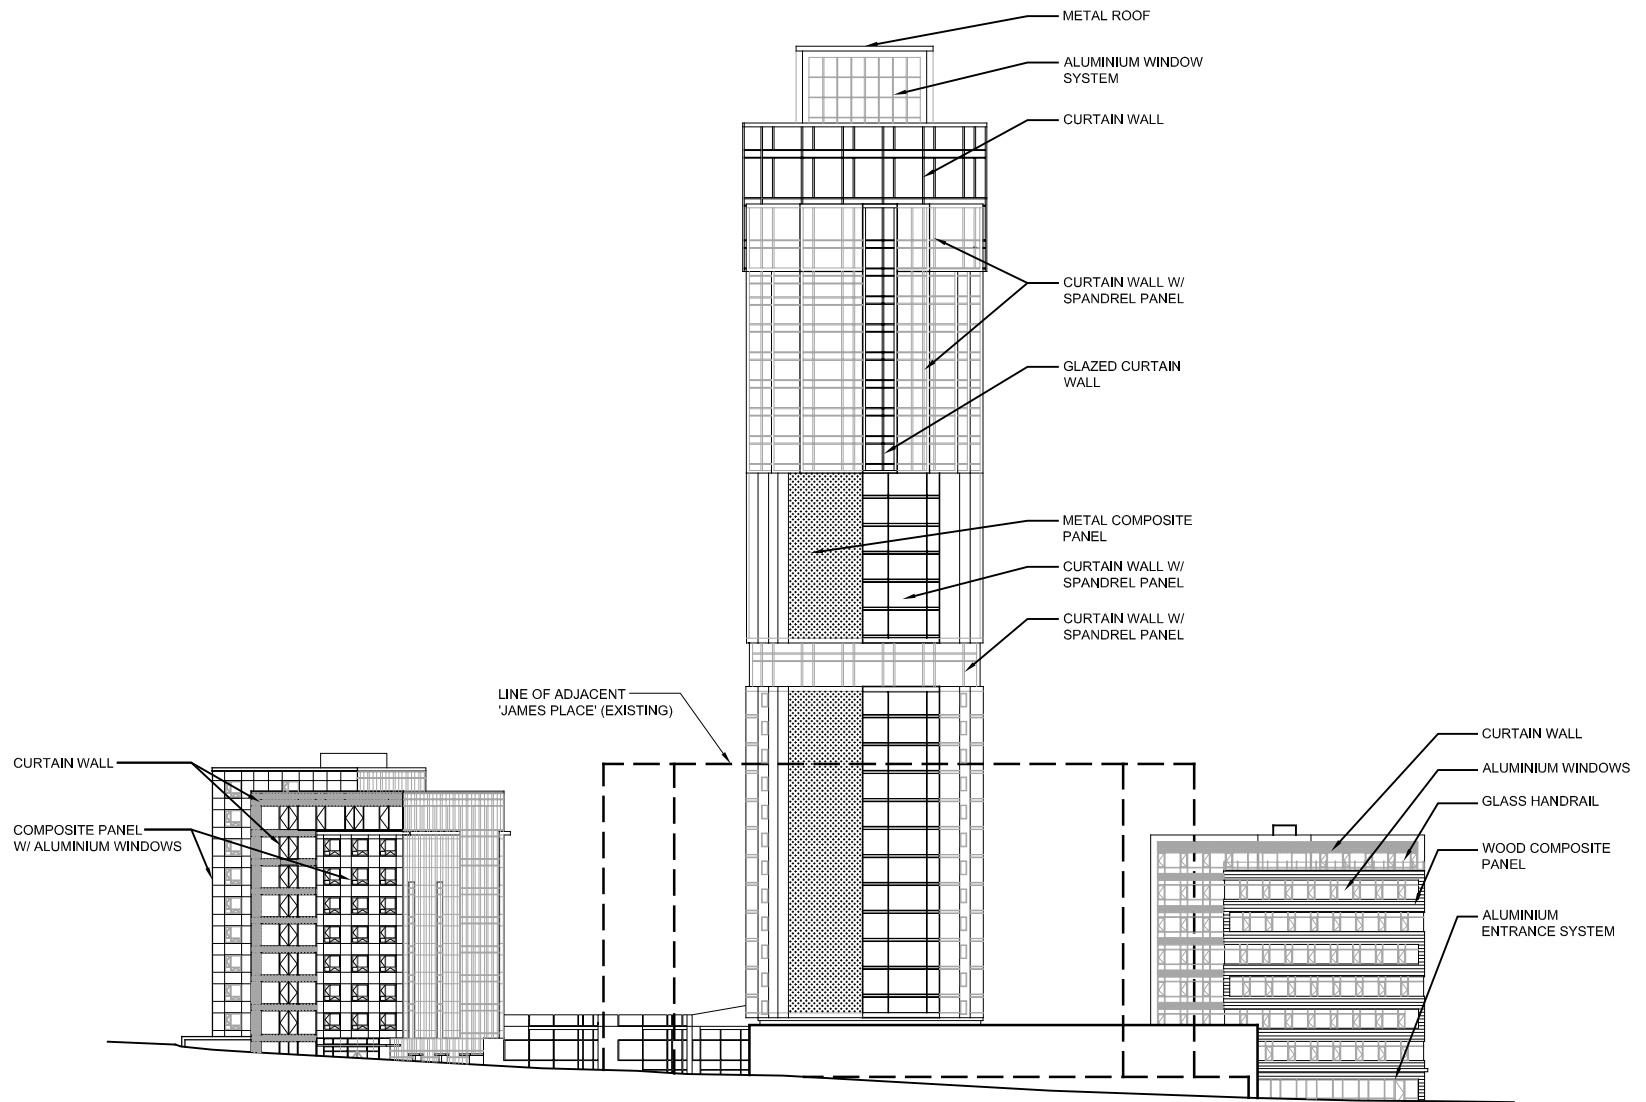 METAL ROOF
ALUMINIUM WINDOW
SYSTEM
CURTAIN WALL
CURTAIN WALL W/
SPANDREL PANEL
GLAZED CURTAIN
WALL
METAL COMPOSITE
PANEL
CURTAIN WALL W/
SPANDREL PANEL
CURTAIN WALL W/
SPANDREL PANEL
LINE OF ADJACENT
'JAMES PLACE' (EXISTING)
CURTAIN WALL
COMPOSITE PANEL
W/ ALUMINIUM WINDOWS
CURTAIN WALL
ALUMINIUM WINDOWS
GLASS HANDRAIL
WOOD COMPOSITE
PANEL
ALUMINIUM
ENTRANCE SYSTEM